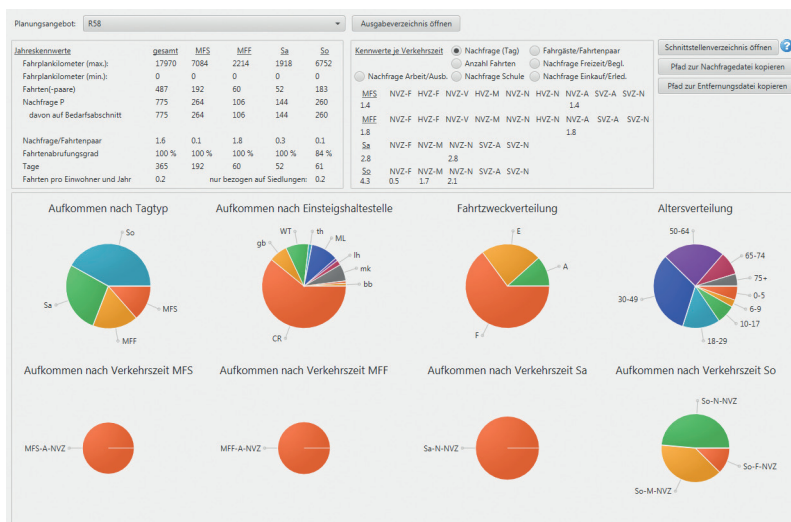 Planungsangebot: R58 Ausgabeverzeichnis öffnen
Jahreskennwerte gesamt MFS MFF Sa So
Fahrplankilometer (max.): 17970 7084 2214 1918 6752
Fahrplankilometer (min.): 0 0 0 0 0
Fahrten(-paare) 487 192 60 52 183
Nachfrage P 775 264 106 144 260
davon auf Bedarfsabschnitt 775 264 106 144 260
Nachfrage/Fahrtenpaar 1.6 0.1 1.8 0.3 0.1
Fahrtenabrufungsgrad 100 % 100 % 100 % 100 % 84 %
Tage 365 192 60 52 61
Fahrten pro Einwohner und Jahr 0.2 nur bezogen auf Siedlungen: 0.2
Kennwerte je Verkehrszeit Nachfrage (Tag) Fahrgäste/Fahrtenpaar
Anzahl Fahrten Nachfrage Freizeit/Begl.
Nachfrage Arbeit/Ausb. Nachfrage Schule Nachfrage Einkauf/Erled.
MFS NVZ-F HVZ-F NVZ-V HVZ-M NVZ-N HVZ-N NVZ-A SVZ-A SVZ-N
1.4 1.4
MFF NVZ-F HVZ-F NVZ-V HVZ-M NVZ-N HVZ-N NVZ-A SVZ-A SVZ-N
1.8 1.8
Sa NVZ-F NVZ-M NVZ-N SVZ-A SVZ-N
2.8 2.8
So NVZ-F NVZ-M NVZ-N SVZ-A SVZ-N
4.3 0.5 1.7 2.1
Schnittstellenverzeichnis öffnen ?
Pfad zur Nachfragedatei kopieren
Pfad zur Entfernungsdatei kopieren
Aufkommen nach Tagtyp
So
Sa
MFS
MFF
Aufkommen nach Einsteigshaltestelle
WT
th
ML
gb
lh
mk
bb
CR
Fahrtzweckverteilung
E
A
F
Altersverteilung
50-64
65-74
75+
30-49
0-5
6-9
10-17
18-29
Aufkommen nach Verkehrszeit MFS
MFS-A-NVZ
Aufkommen nach Verkehrszeit MFF
MFF-A-NVZ
Aufkommen nach Verkehrszeit Sa
Sa-N-NVZ
Aufkommen nach Verkehrszeit So
So-N-NVZ
So-F-NVZ
So-M-NVZ